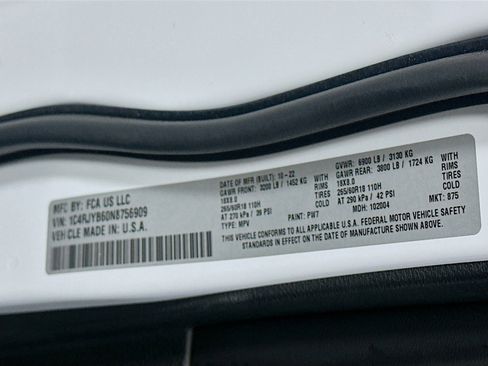 MFD BY: FCA US LLC
VIN: 1C4RJYB60N8756909
VEHICLE MADE IN: U.S.A.
DATE OF MFR (BUILT): 10-22
GAWR FRONT: 3200 LB / 1452 KG
WITH
18X8.0 RIMS
265/60R18 110H TIRES
AT 270 kPa / 39 PSI COLD
TYPE: MPV PAINT: PW7
GVWR: 6900 LB / 3130 KG
GAWR REAR: 3800 LB / 1724 KG
WITH
18X8.0 RIMS
265/60R18 110H TIRES
AT 290 kPa / 42 PSI COLD
MDH: 102004 MKT: 875
THIS VEHICLE CONFORMS TO ALL APPLICABLE U.S.A. FEDERAL MOTOR VEHICLE SAFETY
STANDARDS IN EFFECT ON THE DATE OF MANUFACTURE SHOWN ABOVE.